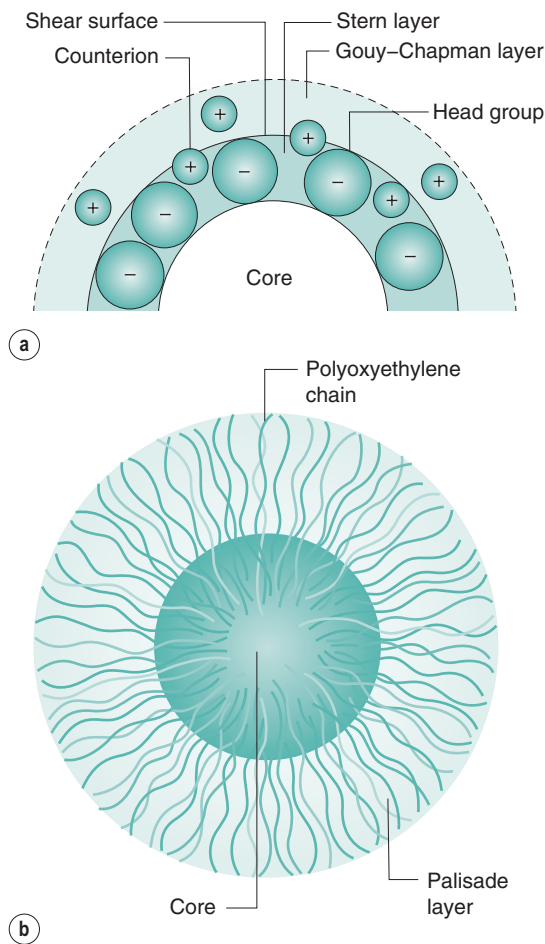 Shear surface
Stern layer
Counterion
Gouy–Chapman layer
Head group
+
+
+
−
−
+
+
+
−
−
−
Core
a
Polyoxyethylene
chain
Core
Palisade
layer
b